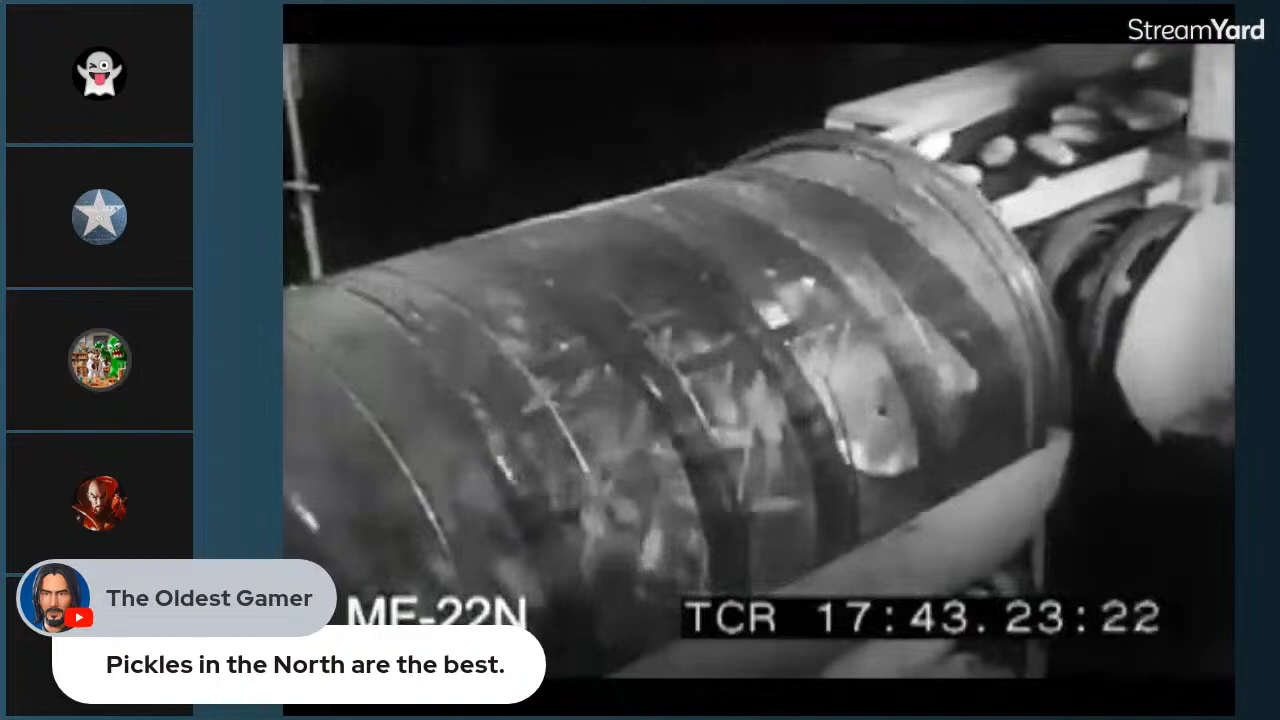 StreamYard
The Oldest Gamer
ME-22N
TCR 17:43.23:22
Pickles in the North are the best.